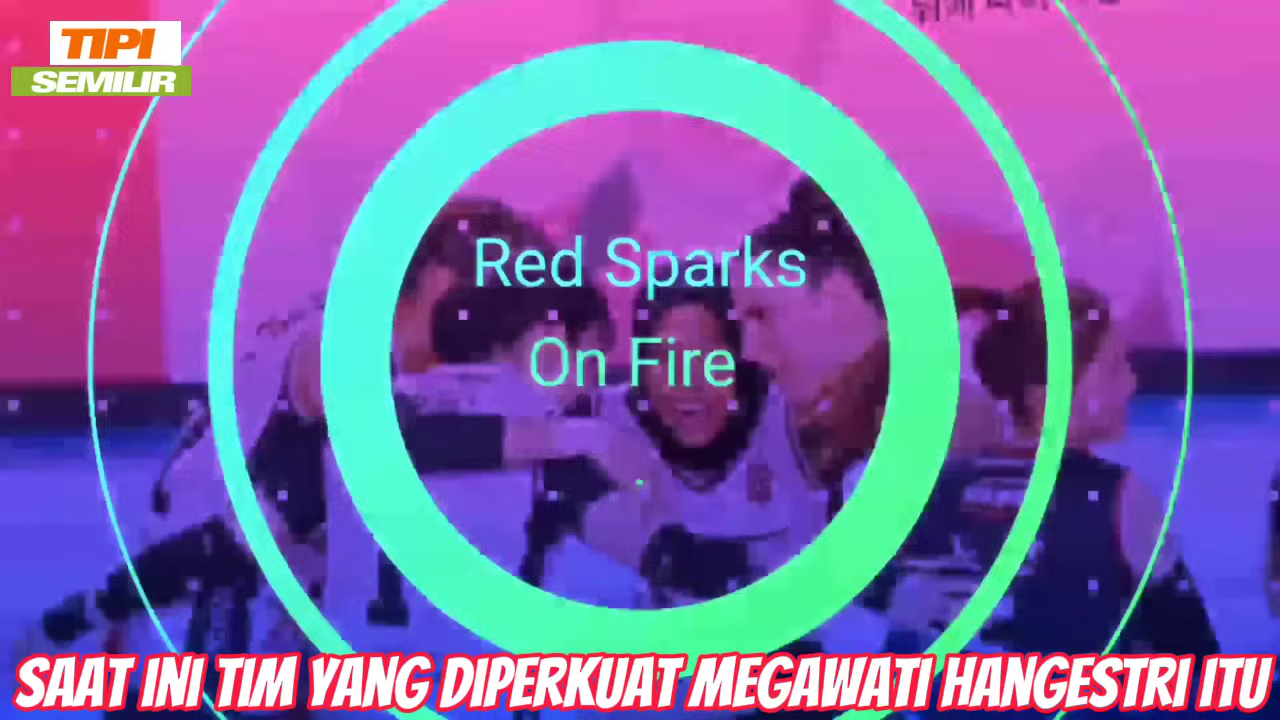 TIPI
SEMILIR
Red Sparks
On Fire
SAAT INI TIM YANG DIPERKUAT MEGAWATI HANGESTRI ITU